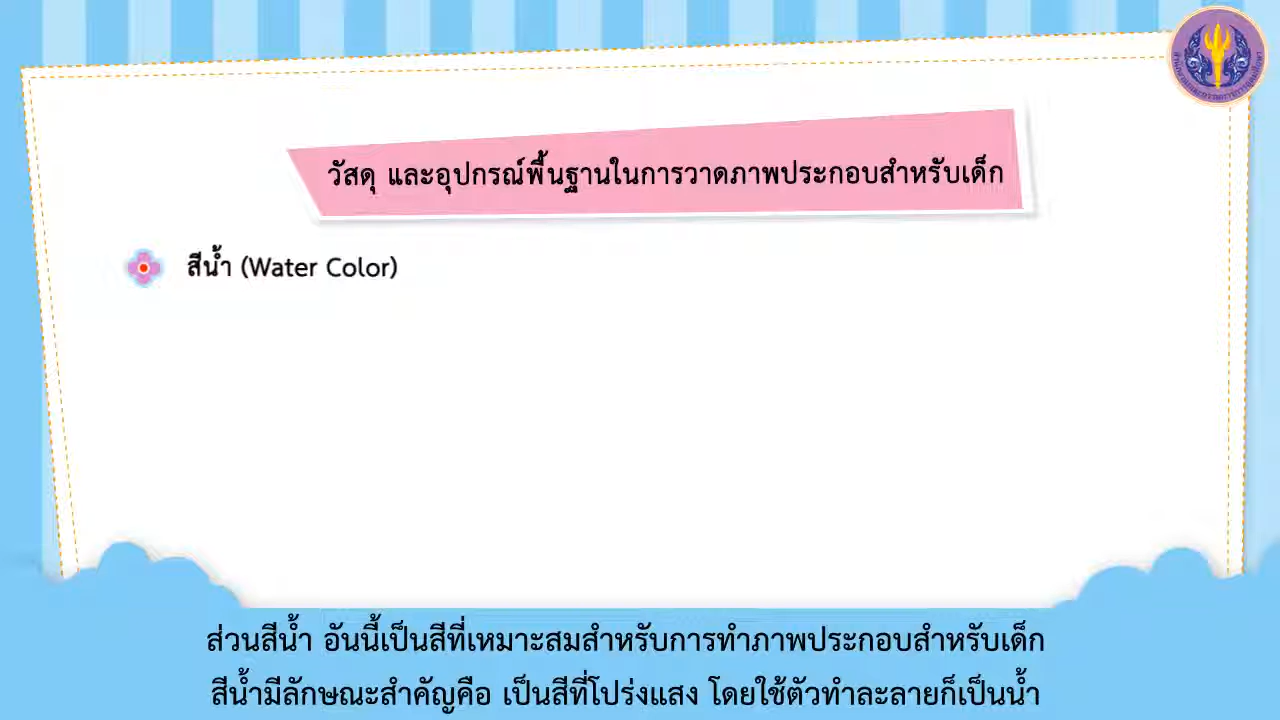 วัสดุ และอุปกรณ์พื้นฐานในการวาดภาพประกอบสำหรับเด็ก
สีน้ำ (Water Color)
ส่วนสีน้ำ อันนี้เป็นสีที่เหมาะสมสำหรับการทำภาพประกอบสำหรับเด็ก
สีน้ำมีลักษณะสำคัญคือ เป็นสีที่โปร่งแสง โดยใช้ตัวทำละลายก็เป็นน้ำ